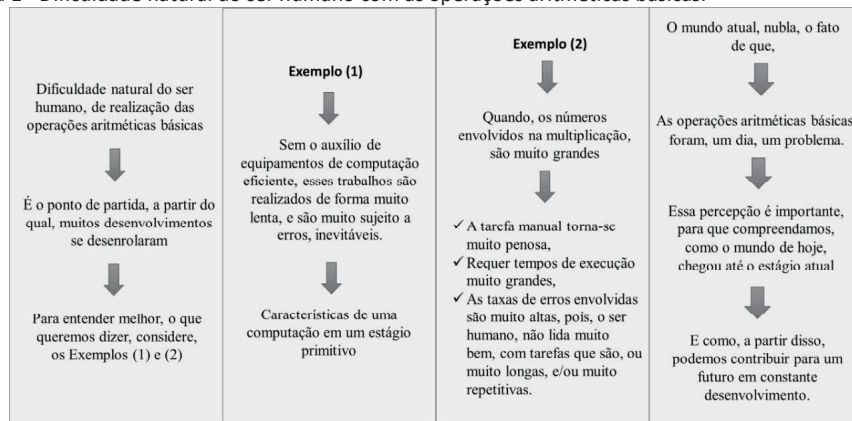 Dificuldade natural do ser humano com as operações aritméticas básicas.
Dificuldade natural do ser
humano, de realização das
operações aritméticas básicas
É o ponto de partida, a partir do
qual, muitos desenvolvimentos
se desenrolaram
Para entender melhor, o que
queremos dizer, considere,
os Exemplos (1) e (2)
Exemplo (1)
Sem o auxílio de
equipamentos de computação
eficiente, esses trabalhos são
realizados de forma muito
lenta, e são muito sujeito a
erros, inevitáveis.
Características de uma
computação em um estágio
primitivo
Exemplo (2)
Quando, os números
envolvidos na multiplicação,
são muito grandes
✓ A tarefa manual torna-se
muito penosa,
✓ Requer tempos de execução
muito grandes,
✓ As taxas de erros envolvidas
são muito altas, pois, o ser
humano, não lida muito
bem, com tarefas que são, ou
muito longas, e/ou muito
repetitivas.
O mundo atual, nubla, o fato
de que,
As operações aritméticas básicas
foram, um dia, um problema.
Essa percepção é importante,
para que compreendamos,
como o mundo de hoje,
chegou até o estágio atual
E como, a partir disso,
podemos contribuir para um
futuro em constante
desenvolvimento.